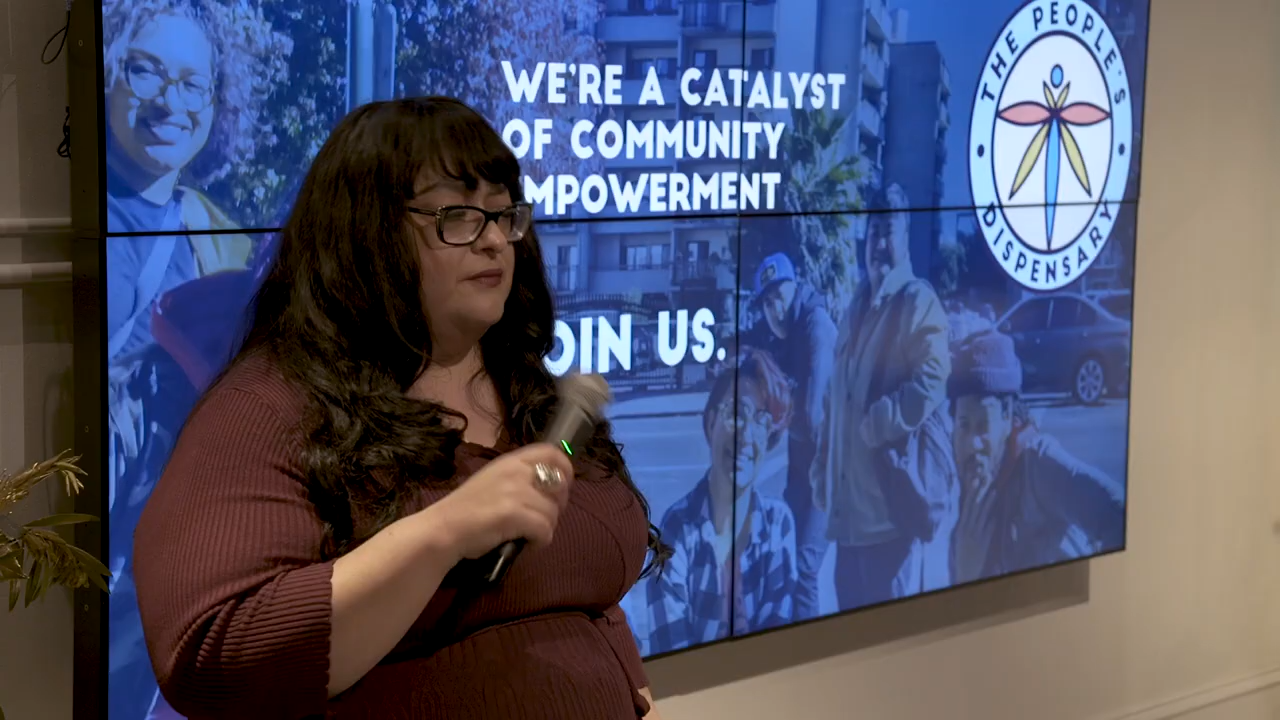 WE'RE A CATALYST
OF COMMUNITY
MPOWERMENT
OIN US.
THE PEOPLE'S
DISPENSARY